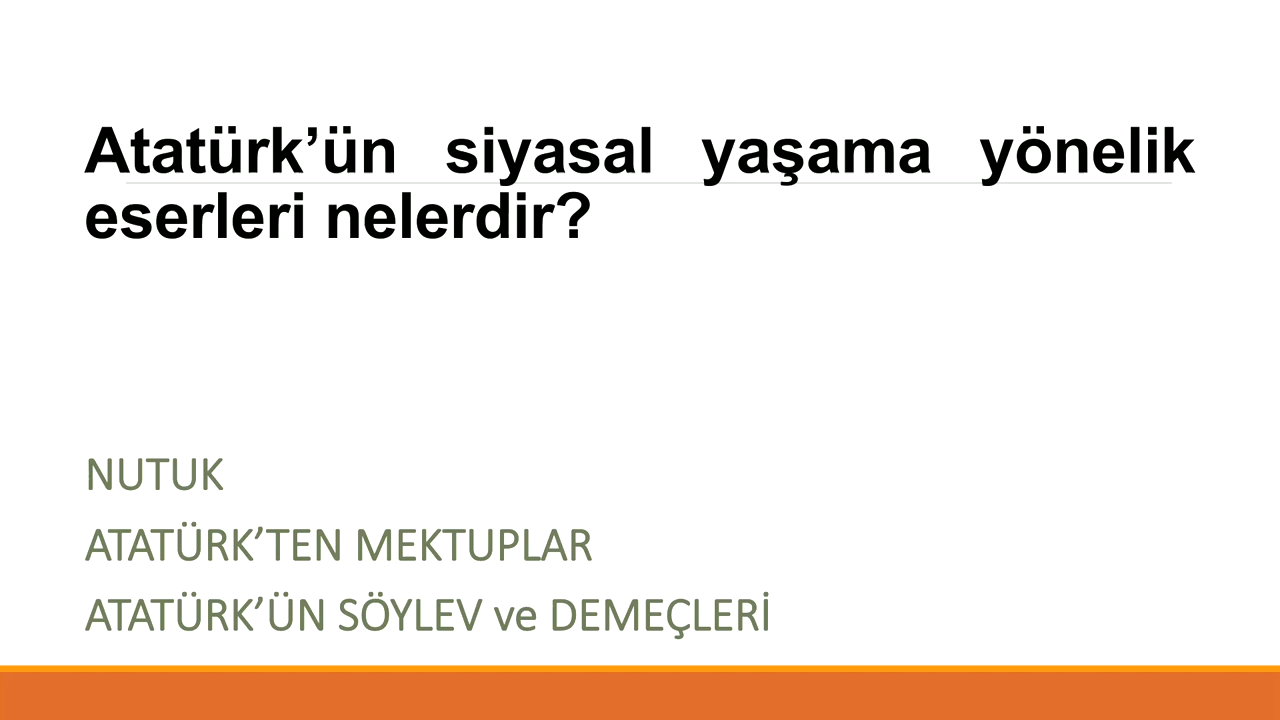 Atatürk’ün siyasal yaşama yönelik
eserleri nelerdir?
NUTUK
ATATÜRK’TEN MEKTUPLAR
ATATÜRK’ÜN SÖYLEV ve DEMEÇLERİ